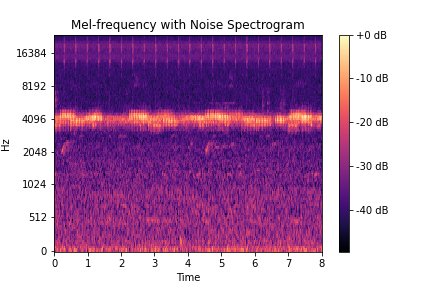 Mel-frequency with Noise Spectrogram
Hz
16384
8192
4096
2048
1024
512
0
0 1 2 3 4 5 6 7 8
Time
+0 dB
-10 dB
-20 dB
-30 dB
-40 dB